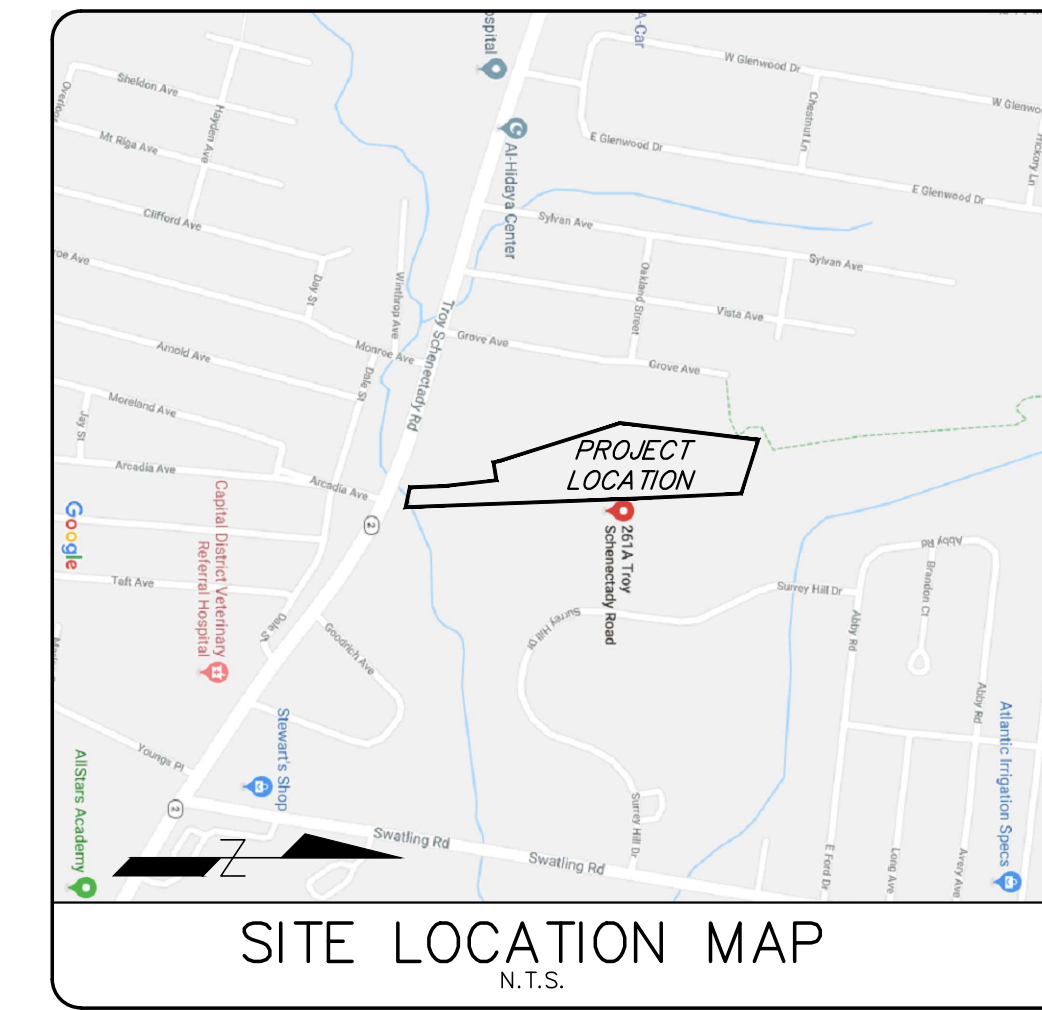 ospital
A-Car
W Glenwood Dr
W Glenwo
Sheldon Ave
Overloo
Hayden Ave
Chestnut Ln
Hickory Ln
Mt Riga Ave
E Glenwood Dr
E Glenwood Dr
Al-Hidaya Center
Clifford Ave
Sylvan Ave
Sylvan Ave
roe Ave
Day St
Winthrop Ave
Oakland Street
Vista Ave
Troy Schenectady Rd
Grove Ave
Grove Ave
Arnold Ave
Monroe Ave
Dale St
Moreland Ave
Jay St
PROJECT
LOCATION
Arcadia Ave
Arcadia Ave
2
Google
Capital District Veterinary
Referral Hospital
261A Troy
Schenectady Road
Abby Rd
Brandon Ct
Taft Ave
Dale St
Goodrich Ave
Surrey Hill Dr
Surrey Hill Dr
Abby Rd
Abby Rd
Stewart's Shop
Atlantic Irrigation Specs
Youngs Pl
AllStars Academy
2
Surrey Hill Dr
Swatling Rd
Swatling Rd
E Ford Dr
Long Ave
Avery Ave
Z
SITE LOCATION MAP
N.T.S.